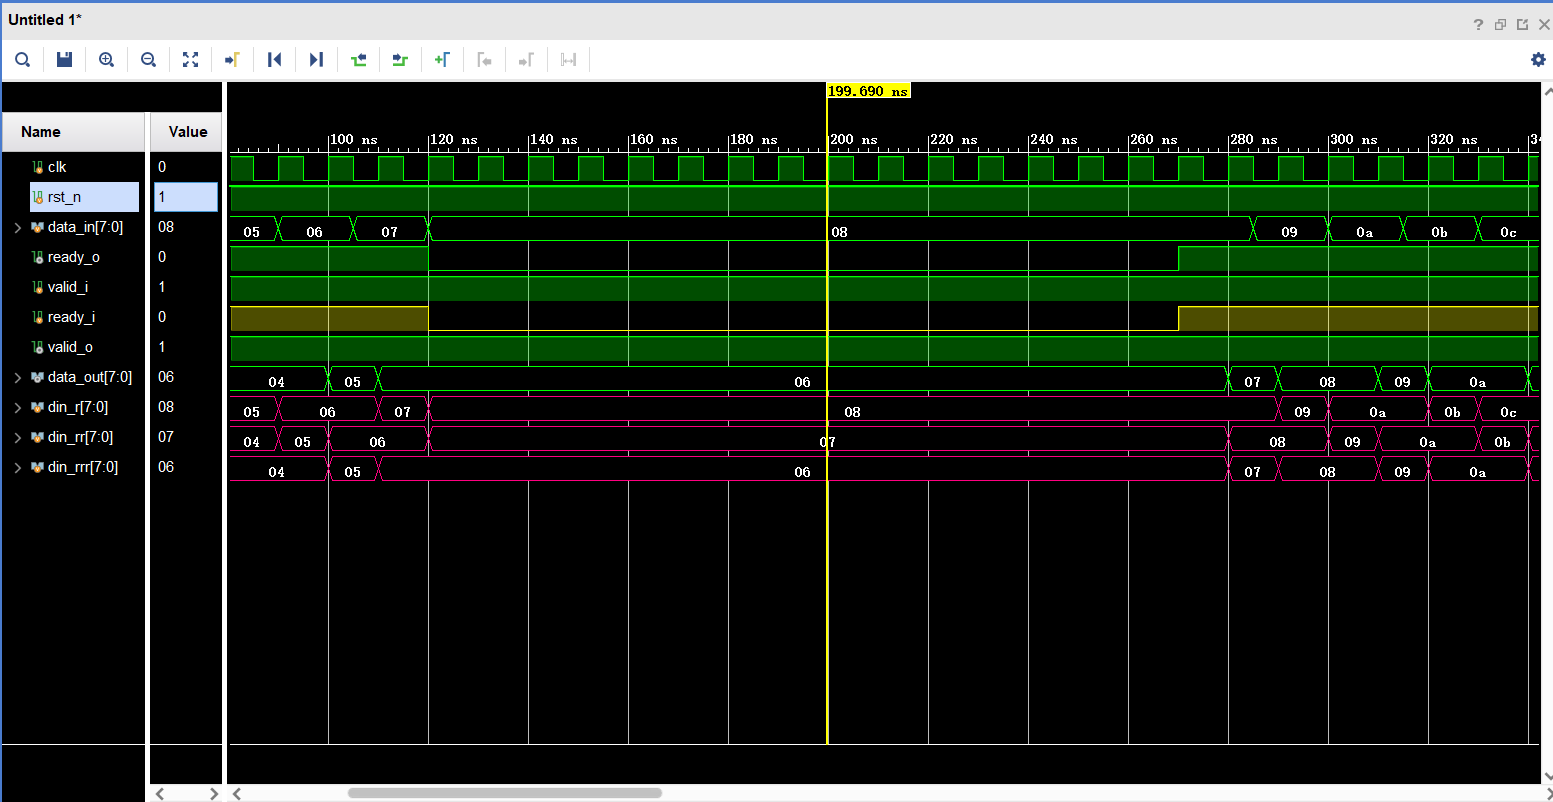 Untitled 1*
199.690 ns
Name Value
100 ns 120 ns 140 ns 160 ns 180 ns 200 ns 220 ns 240 ns 260 ns 280 ns 300 ns 320 ns 34
clk 0
rst_n 1
data_in[7:0] 08 05 06 07 08 09 0a 0b 0c
ready_o 0
valid_i 1
ready_i 0
valid_o 1
data_out[7:0] 06 04 05 06 07 08 09 0a
din_r[7:0] 08 05 06 07 08 09 0a 0b 0c
din_rr[7:0] 07 04 05 06 07 08 09 0a 0b
din_rrr[7:0] 06 04 05 06 07 08 09 0a